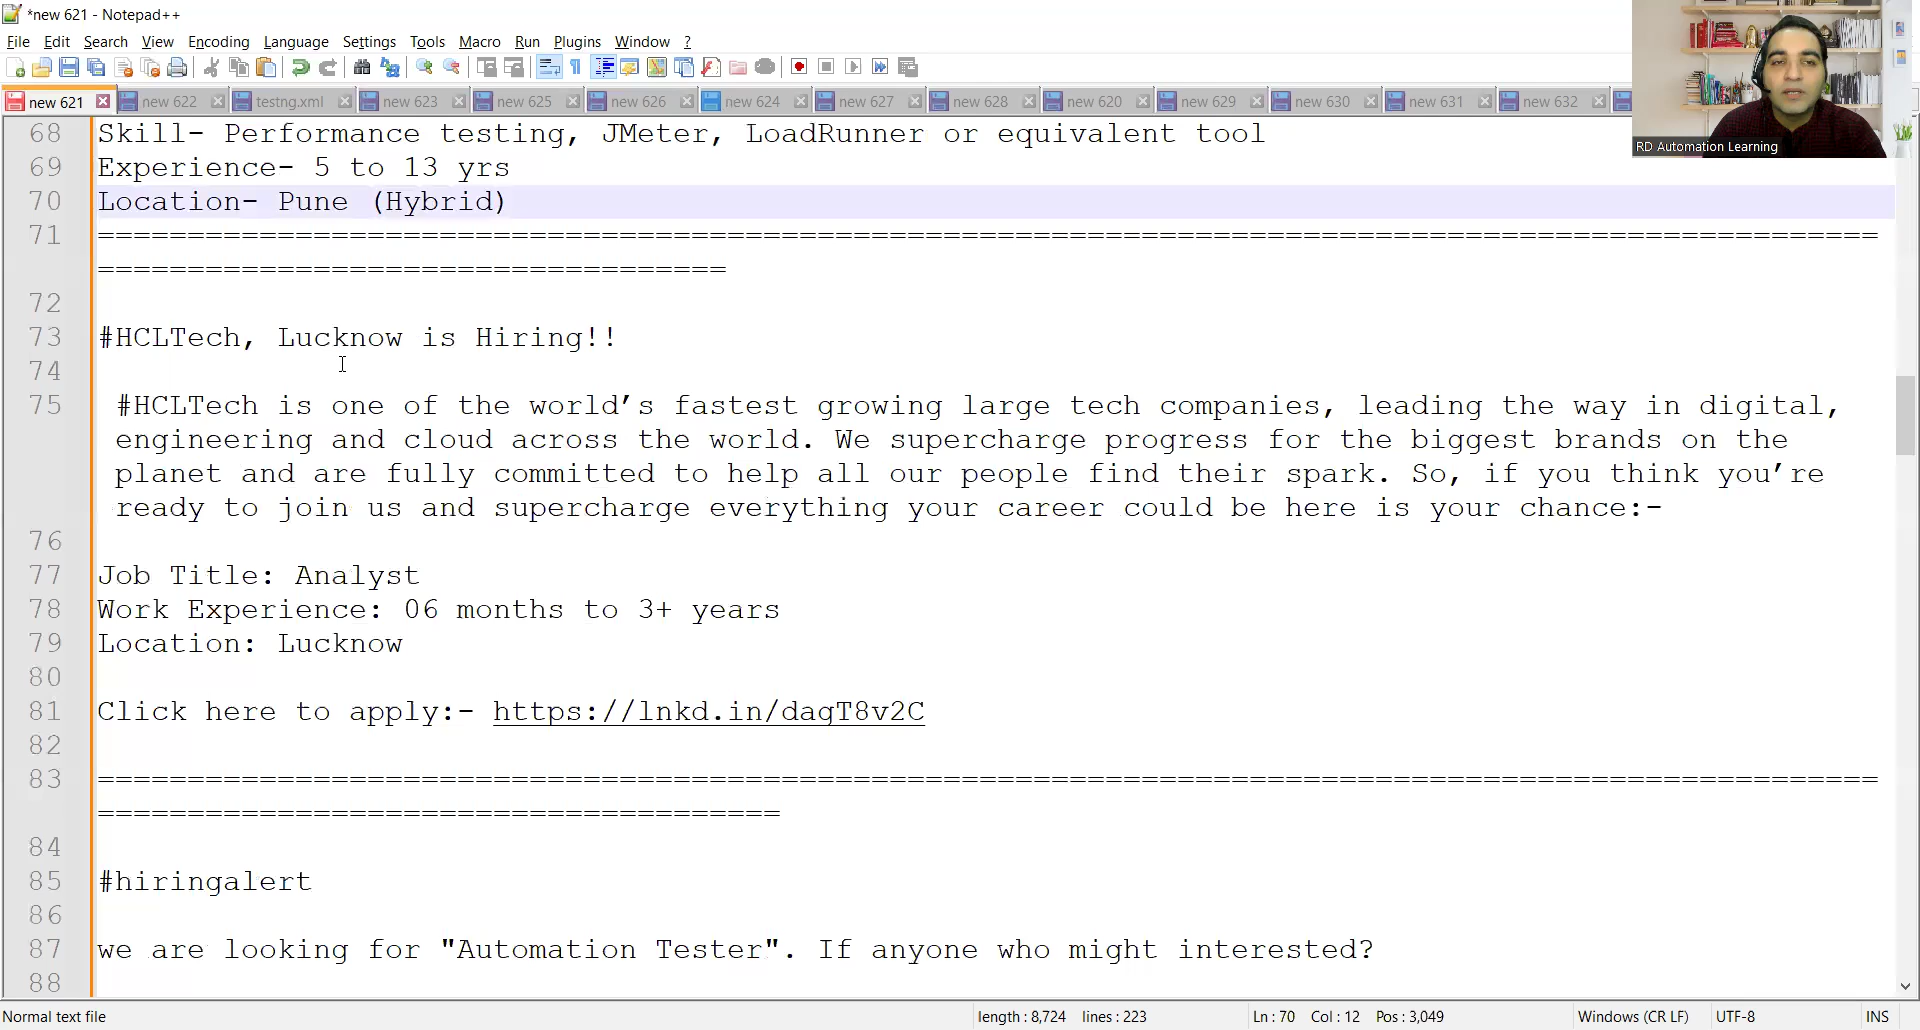 *new 621 - Notepad++
File Edit Search View Encoding Language Settings Tools Macro Run Plugins Window ?
new 621 new 622 testng.xml new 623 new 625 new 626 new 624 new 627 new 628 new 620 new 629 new 630 new 631 new 632
RD Automation Learning
68 Skill- Performance testing, JMeter, LoadRunner or equivalent tool
69 Experience- 5 to 13 yrs
70 Location- Pune (Hybrid)
71 ===================================================================================================
===================================
72
73 #HCLTech, Lucknow is Hiring!!
74
75 #HCLTech is one of the world’s fastest growing large tech companies, leading the way in digital,
engineering and cloud across the world. We supercharge progress for the biggest brands on the
planet and are fully committed to help all our people find their spark. So, if you think you’re
ready to join us and supercharge everything your career could be here is your chance:-
76
77 Job Title: Analyst
78 Work Experience: 06 months to 3+ years
79 Location: Lucknow
80
81 Click here to apply:- https://lnkd.in/dagT8v2C
82
83 ===================================================================================================
======================================
84
85 #hiringalert
86
87 we are looking for "Automation Tester". If anyone who might interested?
88
Normal text file length : 8,724 lines : 223 Ln : 70 Col : 12 Pos : 3,049 Windows (CR LF) UTF-8 INS